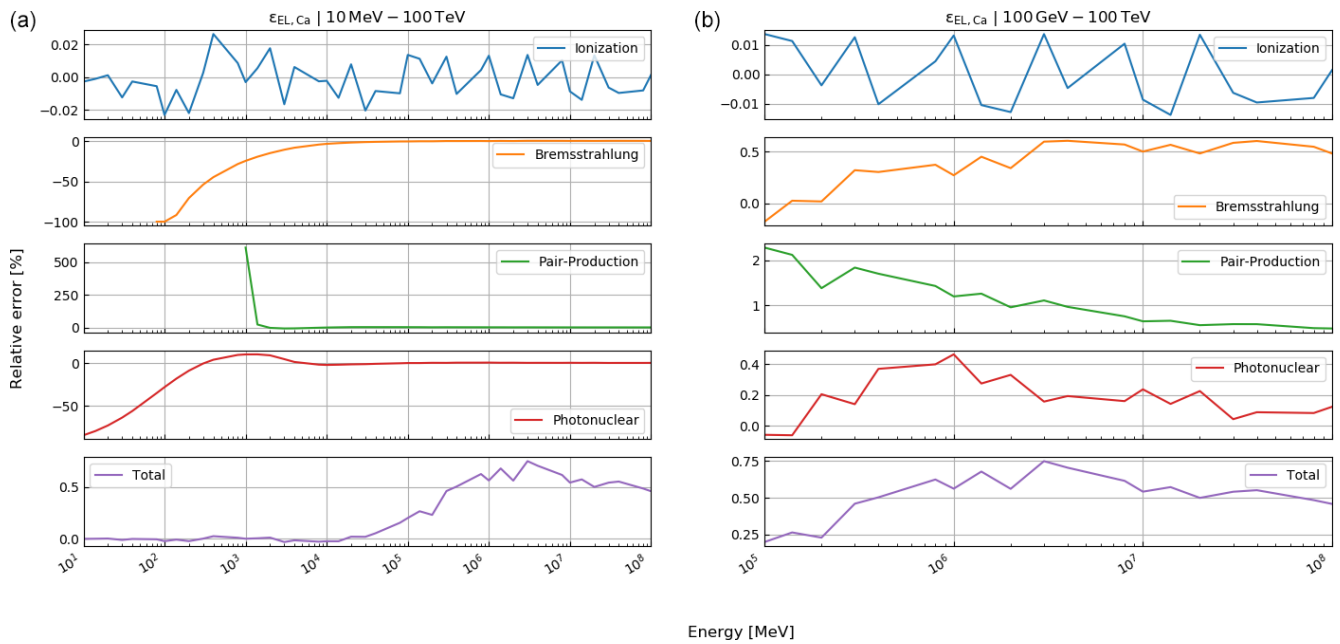 (a)
ε_EL, Ca | 10 MeV − 100 TeV
0.02
0.00
−0.02
Ionization
0
−50
−100
Bremsstrahlung
500
250
0
Pair-Production
0
−50
Photonuclear
0.5
0.0
Total
10^1
10^2
10^3
10^4
10^5
10^6
10^7
10^8
Relative error [%]
(b)
ε_EL, Ca | 100 GeV − 100 TeV
0.01
0.00
−0.01
Ionization
0.5
0.0
Bremsstrahlung
2
1
Pair-Production
0.4
0.2
0.0
Photonuclear
0.75
0.50
0.25
Total
10^5
10^6
10^7
10^8
Energy [MeV]